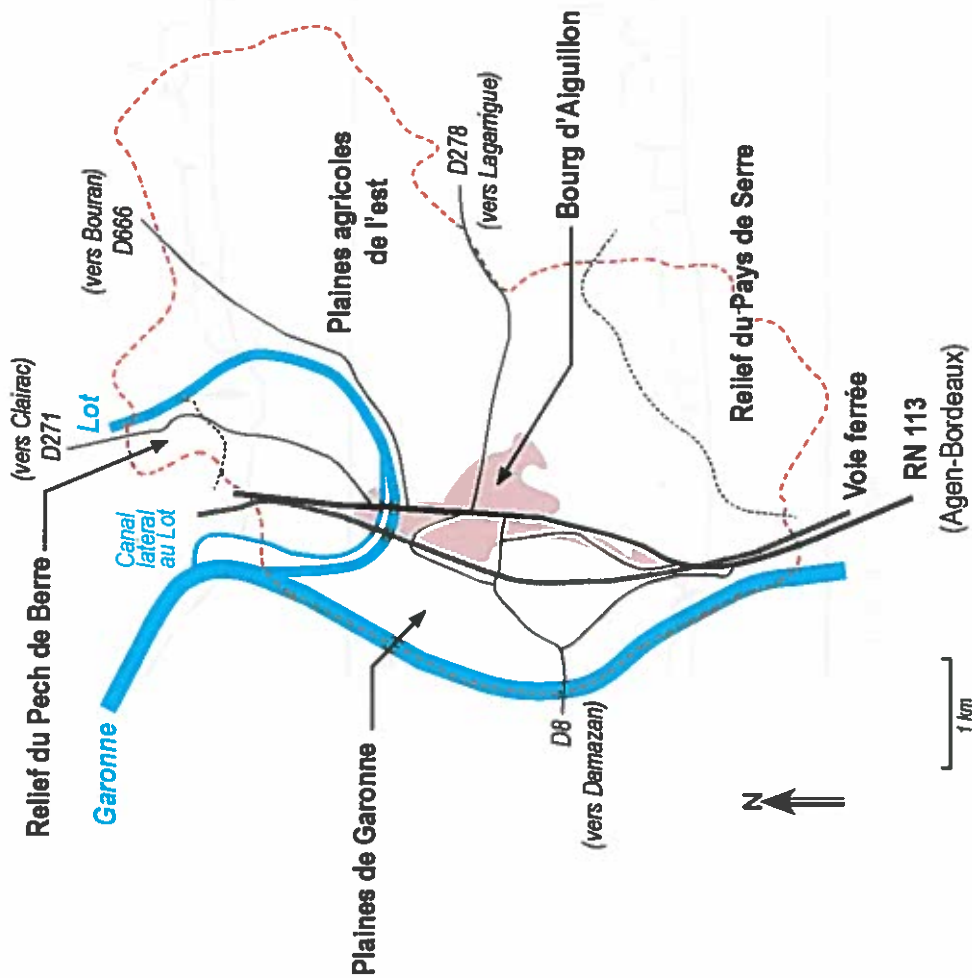 Relief du Pech de Berre
(vers Clairac)
D271
Lot
(vers Bouran)
D666
Garonne
Canal
latéral
au Lot
Plaines agricoles
de l'est
D278
(vers Lagarrigue)
Bourg d'Aiguillon
Plaines de Garonne
D8
(vers Damazan)
Relief du Pays de Serre
Voie ferrée
RN 113
(Agen-Bordeaux)
N
1 km